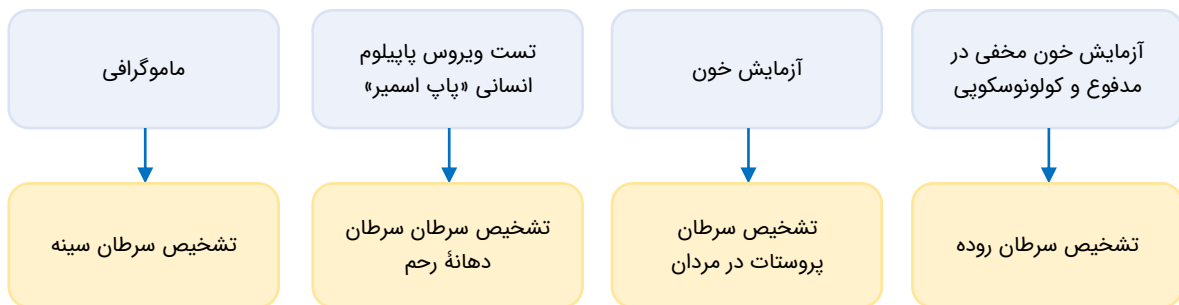 آزمایش خون مخفی در
مدفوع و کولونوسکوپی
آزمایش خون
تست ویروس پاپیلوم
انسانی «پاپ اسمیر»
ماموگرافی
تشخیص سرطان روده
تشخیص سرطان
پروستات در مردان
تشخیص سرطان سرطان
دهانۀ رحم
تشخیص سرطان سینه